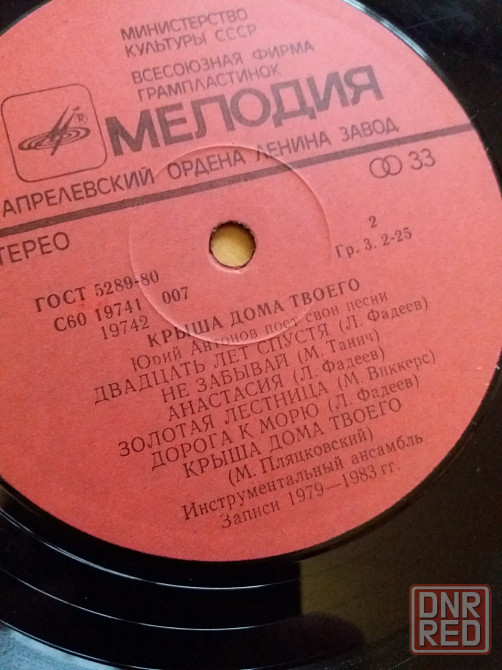 МИНИСТЕРСТВО
КУЛЬТУРЫ СССР
ВСЕСОЮЗНАЯ ФИРМА
ГРАМПЛАСТИНОК
МЕЛОДИЯ
АПРЕЛЕВСКИЙ ОРДЕНА ЛЕНИНА ЗАВОД
ТЕРЕО
33
ГОСТ 5289-80
С60 19741 007
19742
2
Гр. 3. 2-25
КРЫША ДОМА ТВОЕГО
Юрий Антонов поет свои песни
ДВАДЦАТЬ ЛЕТ СПУСТЯ (Л. Фадеев)
НЕ ЗАБЫВАЙ (М. Танич)
АНАСТАСИЯ (Л. Фадеев)
ЗОЛОТАЯ ЛЕСТНИЦА (М. Виккерс)
ДОРОГА К МОРЮ (Л. Фадеев)
КРЫША ДОМА ТВОЕГО
(М. Пляцковский)
Инструментальный ансамбль
Записи 1979—1983 гг.
DNR
RED